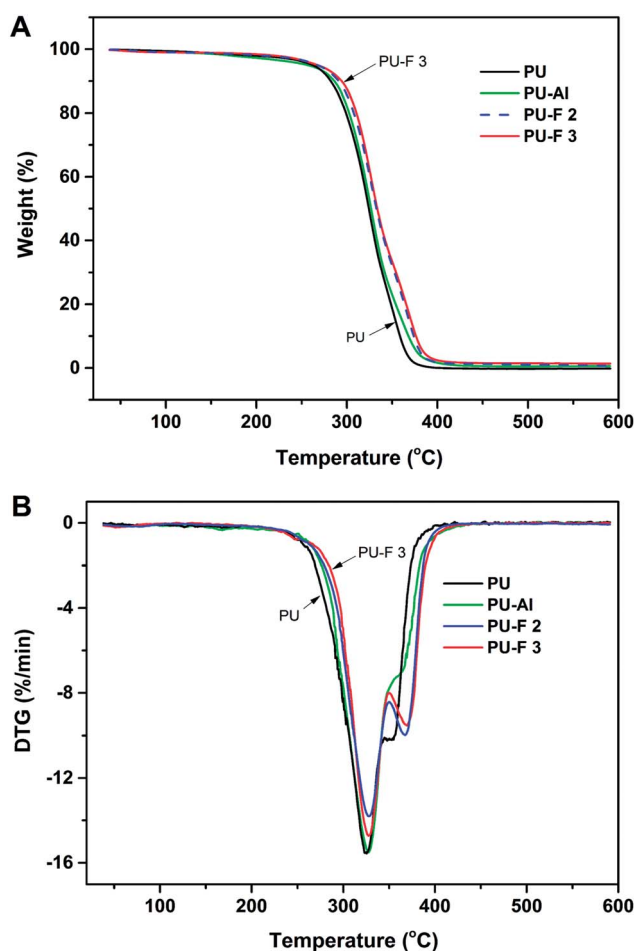 A
100
80
60
40
20
0
Weight (%)
PU-F 3
PU
PU
PU-Al
PU-F 2
PU-F 3
100
200
300
400
500
600
Temperature (°C)
B
0
-4
-8
-12
-16
DTG (%/min)
PU-F 3
PU
PU
PU-Al
PU-F 2
PU-F 3
100
200
300
400
500
600
Temperature (°C)